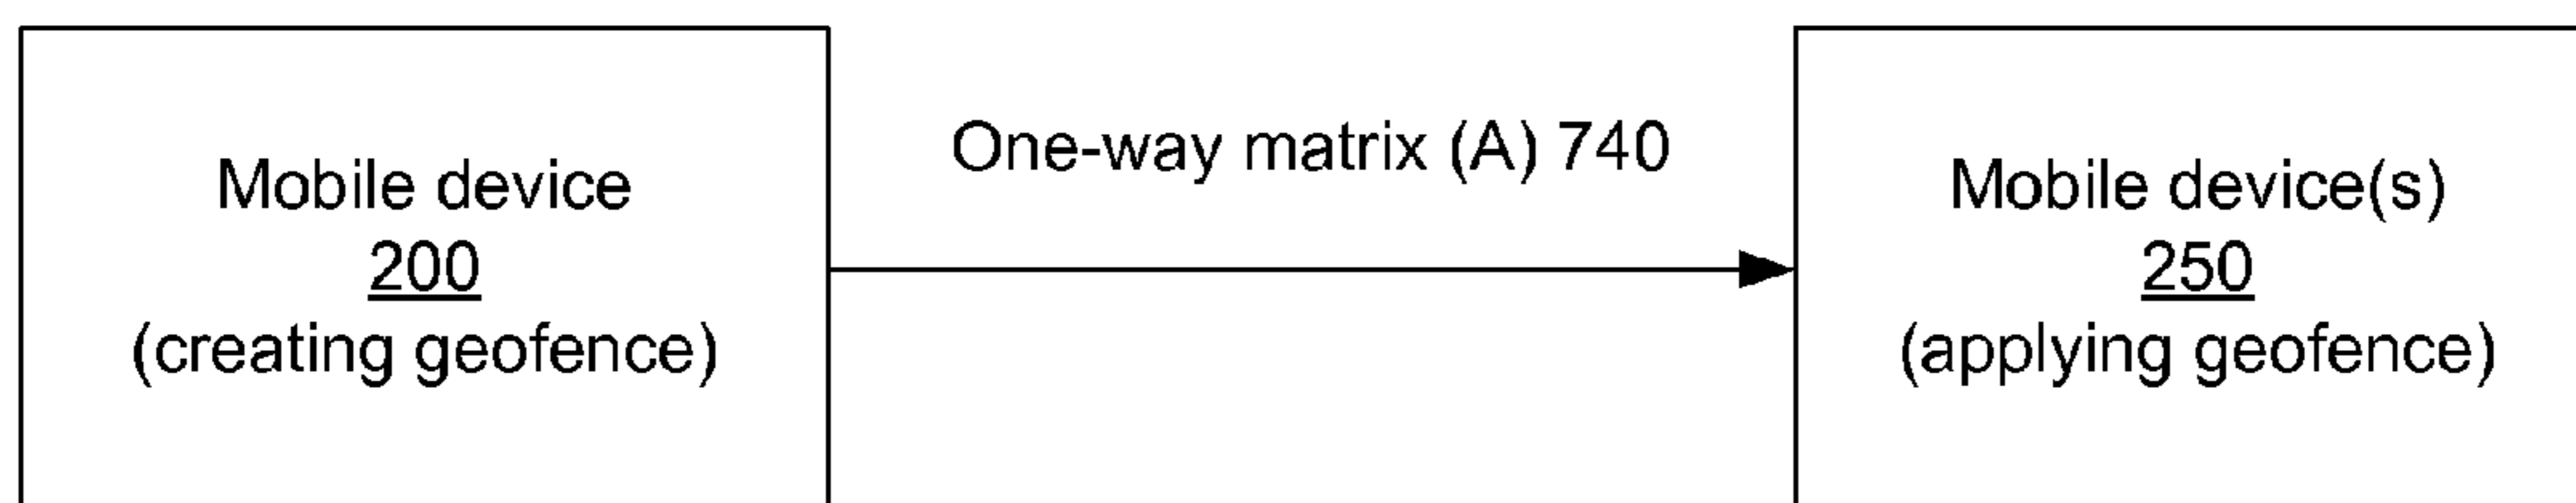 Mobile device
200
(creating geofence)
One-way matrix (A) 740
Mobile device(s)
250
(applying geofence)